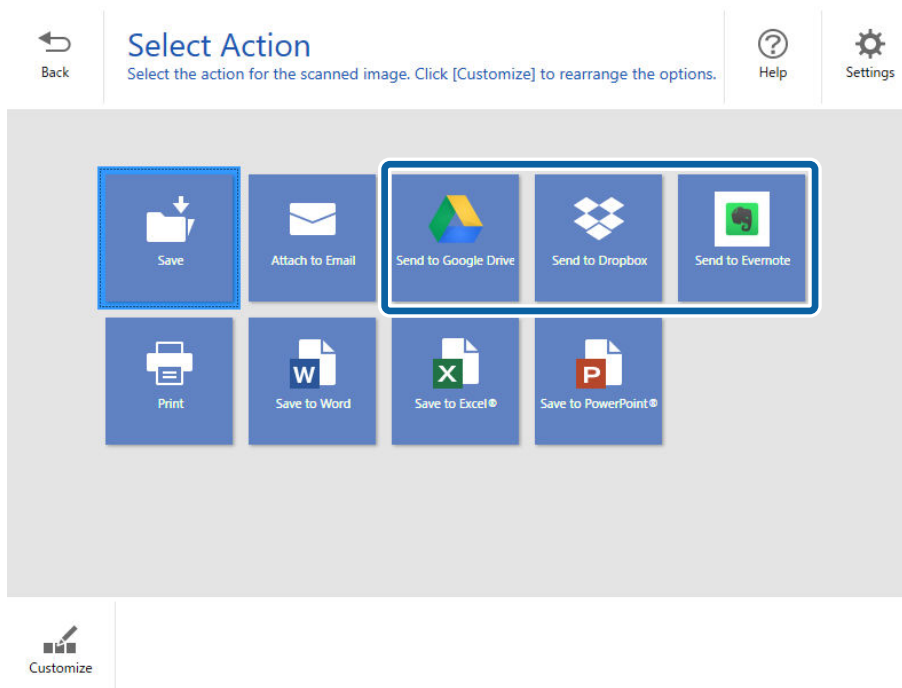 Back
Select Action
Select the action for the scanned image. Click [Customize] to rearrange the options.
Help
Settings
Save
Attach to Email
Send to Google Drive
Send to Dropbox
Send to Evernote
Print
W
Save to Word
X
Save to Excel®
P
Save to PowerPoint®
Customize